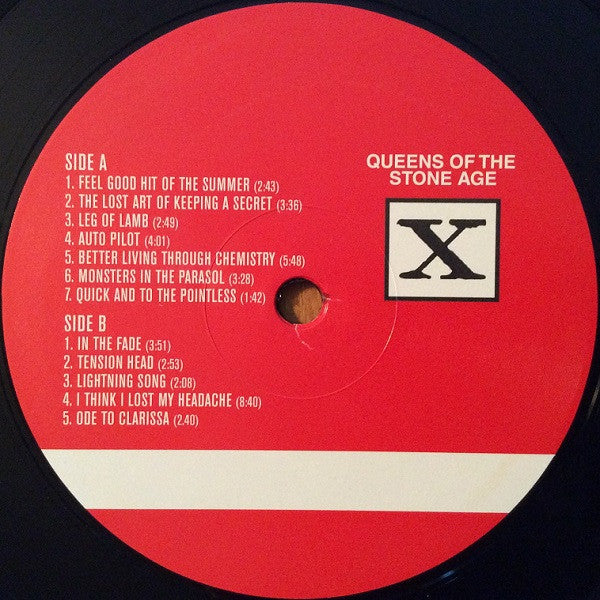 SIDE A
1. FEEL GOOD HIT OF THE SUMMER (2:43)
2. THE LOST ART OF KEEPING A SECRET (3:36)
3. LEG OF LAMB (2:49)
4. AUTO PILOT (4:01)
5. BETTER LIVING THROUGH CHEMISTRY (5:48)
6. MONSTERS IN THE PARASOL (3:28)
7. QUICK AND TO THE POINTLESS (1:42)
SIDE B
1. IN THE FADE (3:51)
2. TENSION HEAD (2:53)
3. LIGHTNING SONG (2:08)
4. I THINK I LOST MY HEADACHE (8:40)
5. ODE TO CLARISSA (2.40)
QUEENS OF THE
STONE AGE
X